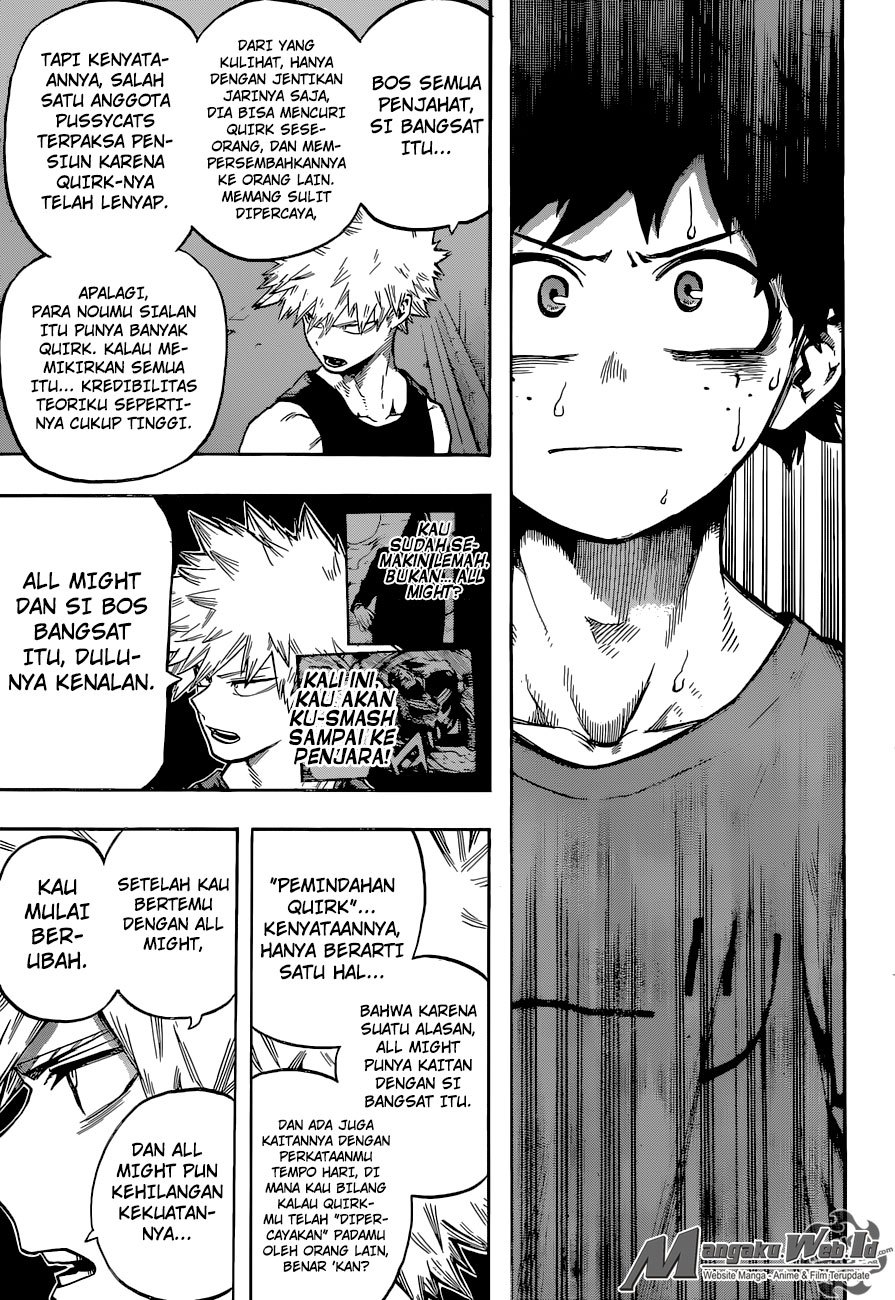 BOS SEMUA
PENJAHAT,
SI BANGSAT
ITU...
DARI YANG
KULIHAT, HANYA
DENGAN JENTIKAN
JARINYA SAJA,
DIA BISA MENCURI
QUIRK SESE-
ORANG, DAN MEM-
PERSEMBAHKANNYA
KE ORANG LAIN.
MEMANG SULIT
DIPERCAYA,
TAPI KENYATA-
ANNYA, SALAH
SATU ANGGOTA
PUSSYCATS
TERPAKSA PEN-
SIUN KARENA
QUIRK-NYA
TELAH LENYAP.
APALAGI,
PARA NOUMU SIALAN
ITU PUNYA BANYAK
QUIRK. KALAU ME-
MIKIRKAN SEMUA
ITU... KREDIBILITAS
TEORIKU SEPERTI-
NYA CUKUP TINGGI.
KAU
SUDAH SE-
MAKIN LEMAH,
BUKAN... ALL
MIGHT?
KALI INI,
KAU AKAN
KU-SMASH
SAMPAI KE
PENJARA!
ALL MIGHT
DAN SI BOS
BANGSAT
ITU, DULU-
NYA KENALAN.
"PEMINDAHAN
QUIRK"...
KENYATAANNYA,
HANYA BERARTI
SATU HAL...
BAHWA KARENA
SUATU ALASAN,
ALL MIGHT
PUNYA KAITAN
DENGAN SI
BANGSAT ITU.
DAN ADA JUGA
KAITANNYA DENGAN
PERKATAANMU
TEMPO HARI, DI
MANA KAU BILANG
KALAU QUIRK-
MU TELAH "DIPER-
CAYAKAN" PADAMU
OLEH ORANG LAIN,
BENAR 'KAN?
SETELAH KAU
BERTEMU
DENGAN ALL
MIGHT,
KAU
MULAI
BER-
UBAH.
DAN ALL
MIGHT PUN
KEHILANGAN
KEKUATAN-
NYA...
Mangaku.Web.Id.com
Website Manga - Anime & Film Terupdate